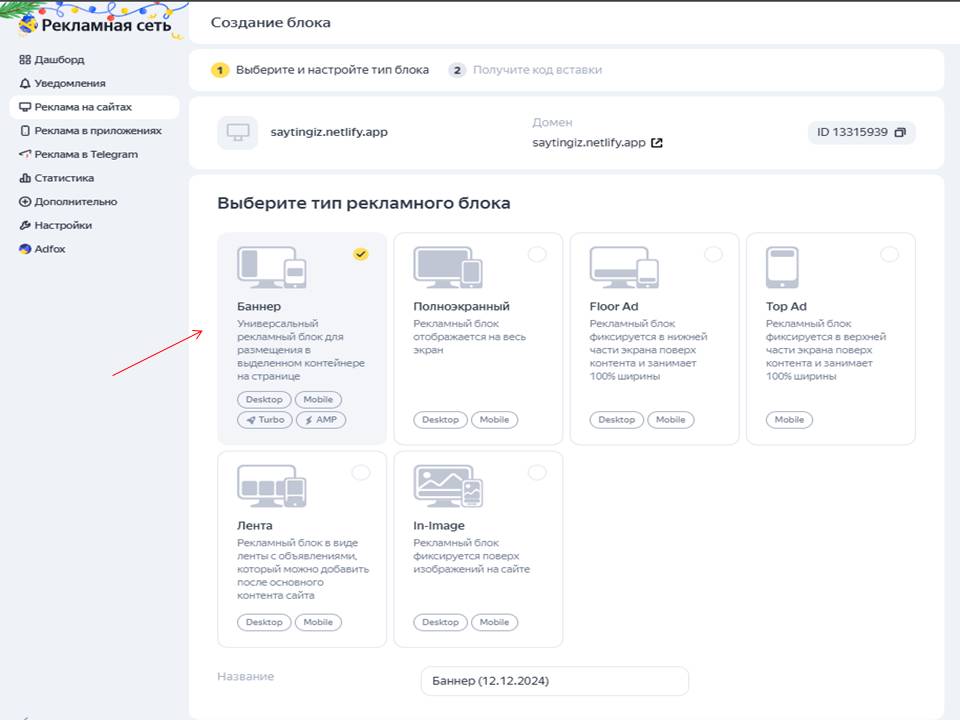 Рекламная сеть
Дашборд
Уведомления
Реклама на сайтах
Реклама в приложениях
Реклама в Telegram
Статистика
Дополнительно
Настройки
Adfox
Создание блока
1 Выберите и настройте тип блока 2 Получите код вставки
saytingiz.netlify.app
Домен
saytingiz.netlify.app
ID 13315939
Выберите тип рекламного блока
Баннер
Универсальный
рекламный блок для
размещения в
выделенном контейнере
на странице
Desktop Mobile
Turbo AMP
Полноэкранный
Рекламный блок
отображается на весь
экран
Desktop Mobile
Floor Ad
Рекламный блок
фиксируется в нижней
части экрана поверх
контента и занимает
100% ширины
Desktop Mobile
Top Ad
Рекламный блок
фиксируется в верхней
части экрана поверх
контента и занимает
100% ширины
Mobile
Лента
Рекламный блок в виде
ленты с объявлениями,
который можно добавить
после основного
контента сайта
Desktop Mobile
In-Image
Рекламный блок
фиксируется поверх
изображений на сайте
Desktop Mobile
Название
Баннер (12.12.2024)